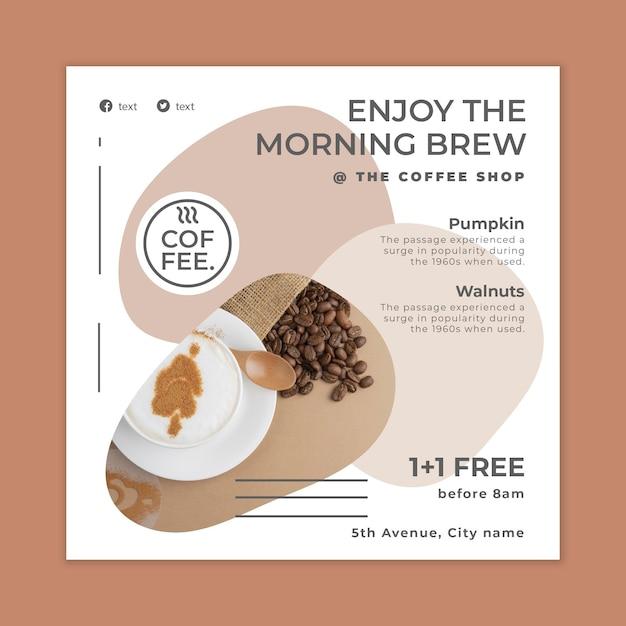 text
text
ENJOY THE
MORNING BREW
@ THE COFFEE SHOP
COF
FEE.
Pumpkin
The passage experienced a
surge in popularity during
the 1960s when used.
Walnuts
The passage experienced a
surge in popularity during
the 1960s when used.
1+1 FREE
before 8am
5th Avenue, City name